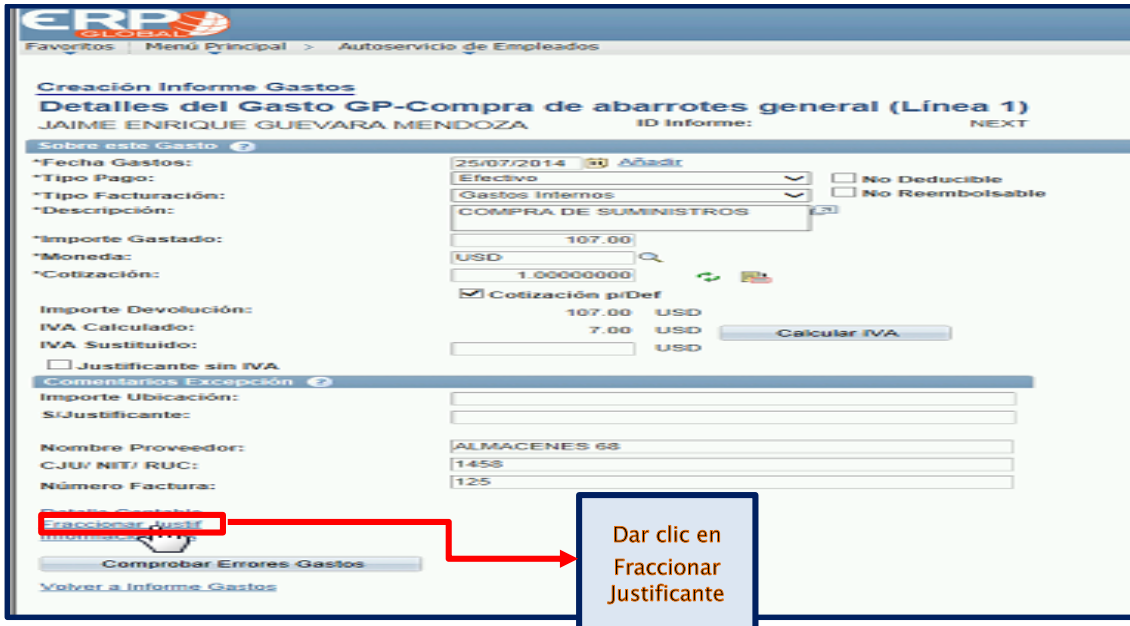 ERP
GLOBAL
Favoritos Menú Principal > Autoservicio de Empleados
Creación Informe Gastos
Detalles del Gasto GP-Compra de abarrotes general (Línea 1)
JAIME ENRIQUE GUEVARA MENDOZA ID Informe: NEXT
Sobre este Gasto ?
*Fecha Gastos: 25/07/2014 Añadir
*Tipo Pago: Efectivo No Deducible
*Tipo Facturación: Gastos Internos No Reembolsable
*Descripción: COMPRA DE SUMINISTROS
*Importe Gastado: 107.00
*Moneda: USD
*Cotización: 1.00000000
Cotización p/Def
Importe Devolución: 107.00 USD
IVA Calculado: 7.00 USD Calcular IVA
IVA Sustituido: USD
Justificante sin IVA
Comentarios Excepción ?
Importe Ubicación:
S/Justificante:
Nombre Proveedor: ALMACENES 68
CJU/ NIT/ RUC: 1458
Número Factura: 125
Detalle Contable
Fraccionar Justif
Comprobar Errores Gastos
Volver a Informe Gastos
Dar clic en
Fraccionar
Justificante